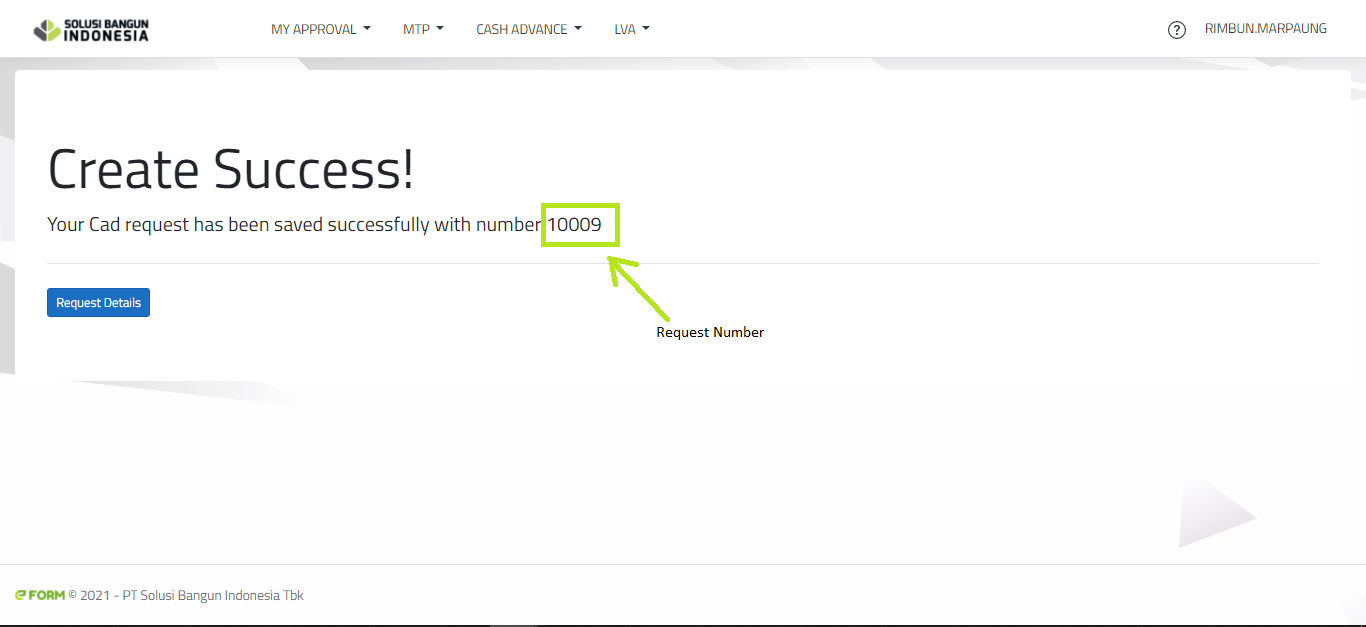 SOLUSI BANGUN
INDONESIA
MY APPROVAL
MTP
CASH ADVANCE
LVA
?
RIMBUN.MARPAUNG
Create Success!
Your Cad request has been saved successfully with number 10009
Request Details
Request Number
e FORM © 2021 - PT Solusi Bangun Indonesia Tbk